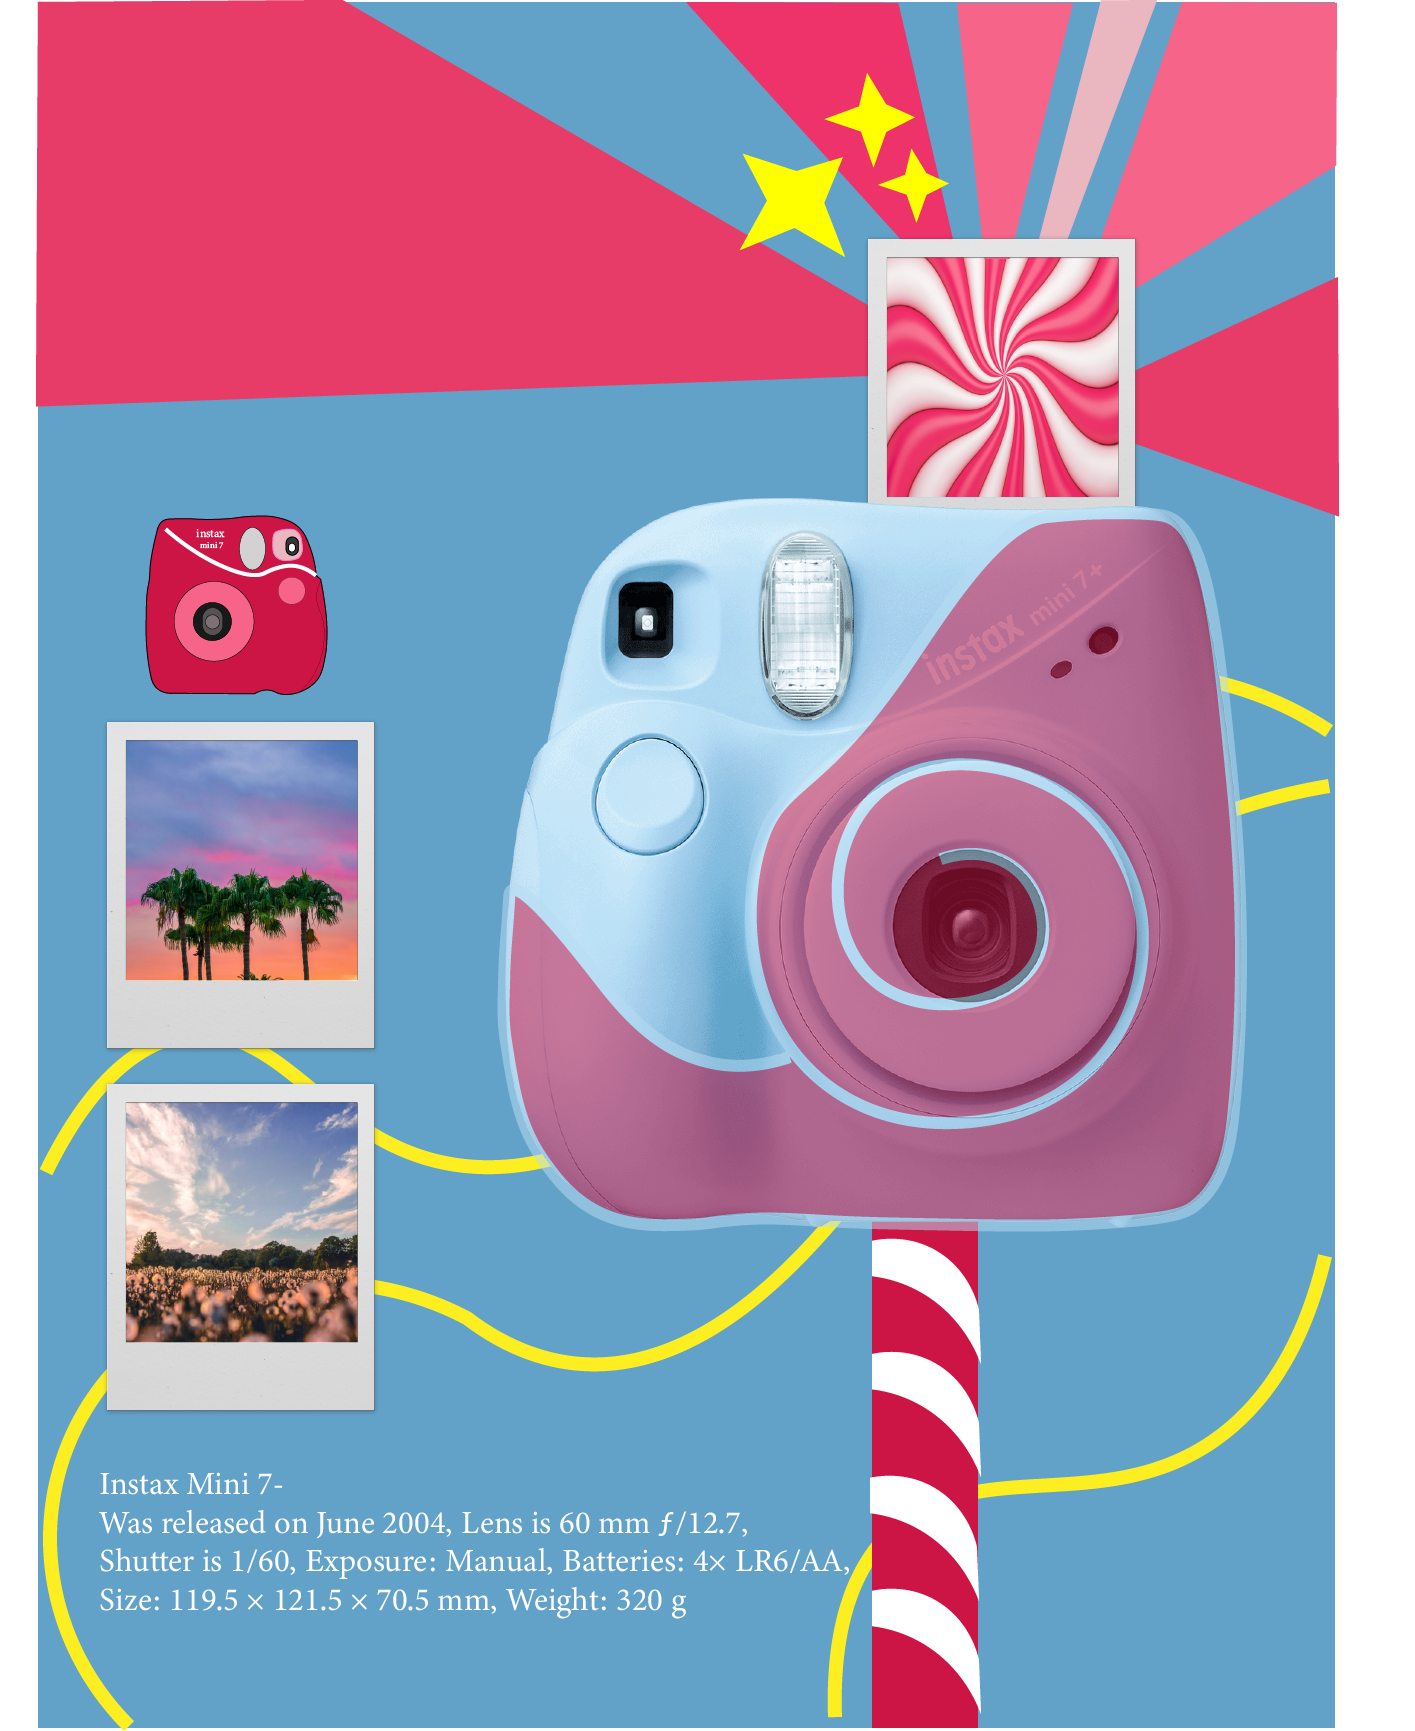 instax
mini 7
instax mini 7+
Instax Mini 7-
Was released on June 2004, Lens is 60 mm ƒ/12.7,
Shutter is 1/60, Exposure: Manual, Batteries: 4× LR6/AA,
Size: 119.5 × 121.5 × 70.5 mm, Weight: 320 g